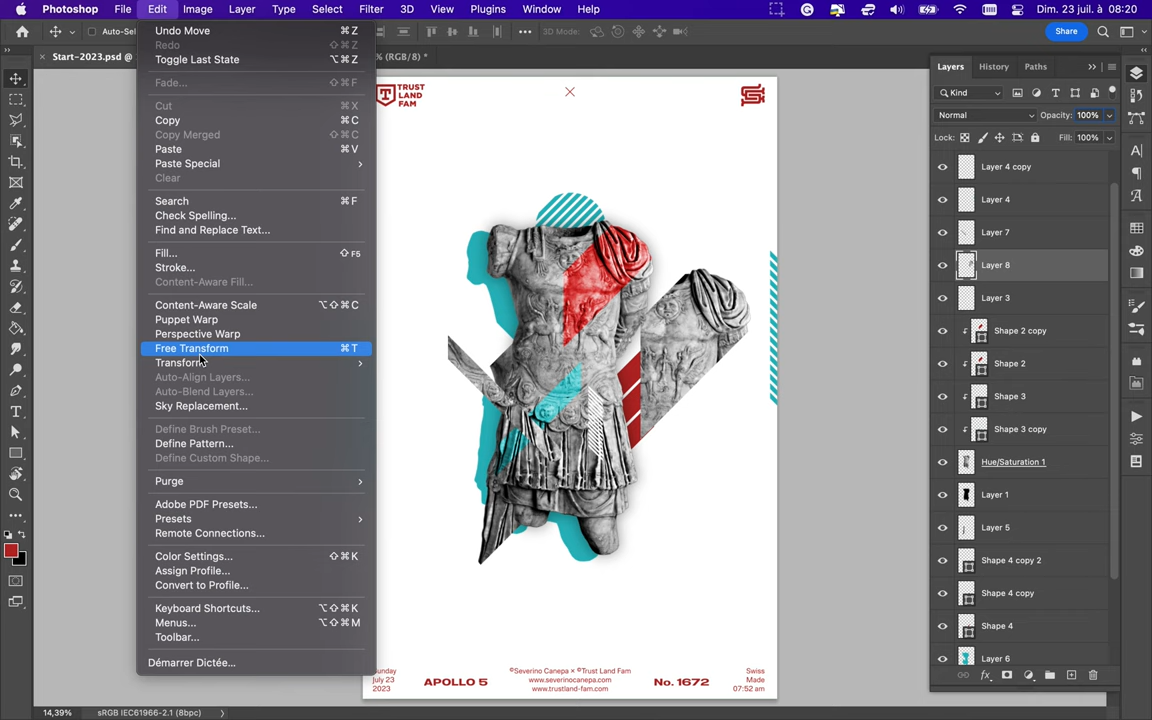 Photoshop File Edit Image Layer Type Select Filter 3D View Plugins Window Help Dim. 23 juil. à 08:20
Auto-Sel 3D Mode: Share
Start-2023.psd @ % (RGB/8) *
Undo Move ⌘Z
Redo ⇧⌘Z
Toggle Last State ⌥⌘Z
Fade... ⇧⌘F
Cut ⌘X
Copy ⌘C
Copy Merged ⇧⌘C
Paste ⌘V
Paste Special
Clear
Search ⌘F
Check Spelling...
Find and Replace Text...
Fill... ⇧F5
Stroke...
Content-Aware Fill...
Content-Aware Scale ⌥⇧⌘C
Puppet Warp
Perspective Warp
Free Transform ⌘T
Transform
Auto-Align Layers...
Auto-Blend Layers...
Sky Replacement...
Define Brush Preset...
Define Pattern...
Define Custom Shape...
Purge
Adobe PDF Presets...
Presets
Remote Connections...
Color Settings... ⇧⌘K
Assign Profile...
Convert to Profile...
Keyboard Shortcuts... ⌥⇧⌘K
Menus... ⌥⇧⌘M
Toolbar...
Démarrer Dictée...
TRUST
LAND
FAM
unday
July 23
2023
APOLLO 5
©Severino Canepa × ©Trust Land Fam
www.severinocanepa.com
www.trustland-fam.com
No. 1672
Swiss
Made
07:52 am
Layers History Paths
Kind
Normal Opacity: 100%
Lock: Fill: 100%
Layer 4 copy
Layer 4
Layer 7
Layer 8
Layer 3
Shape 2 copy
Shape 2
Shape 3
Shape 3 copy
Hue/Saturation 1
Layer 1
Layer 5
Shape 4 copy 2
Shape 4 copy
Shape 4
Layer 6
14,39% sRGB IEC61966-2.1 (8bpc)